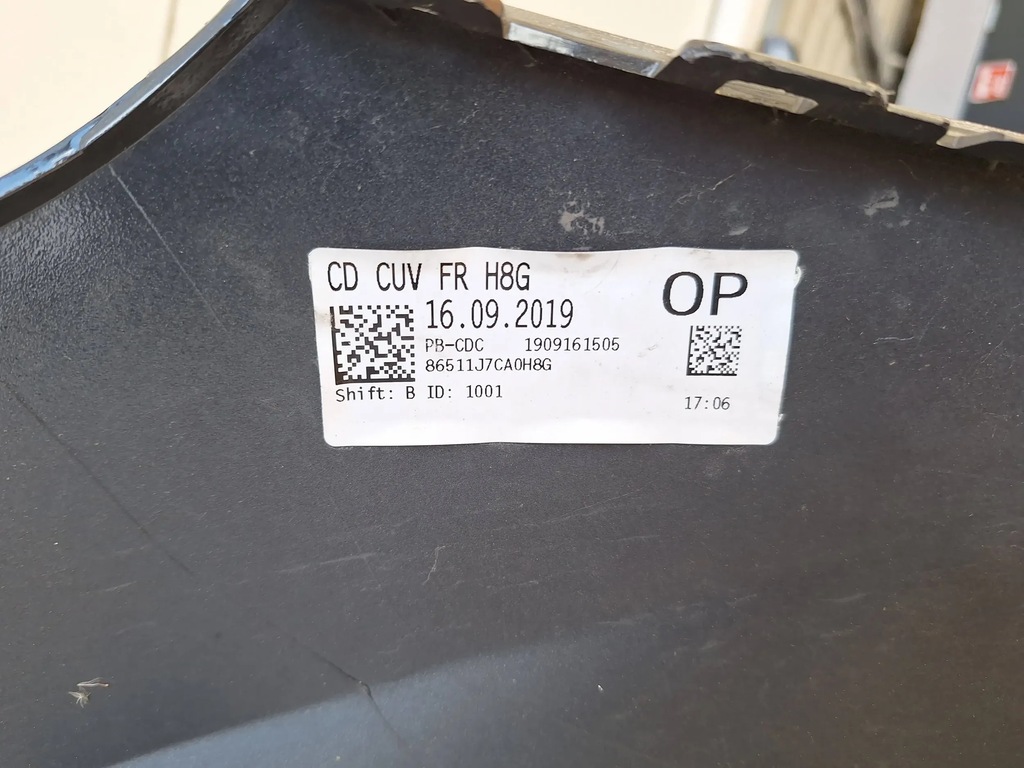 CD CUV FR H8G
OP
16.09.2019
PB-CDC 1909161505
86511J7CA0H8G
Shift: B ID: 1001
17:06